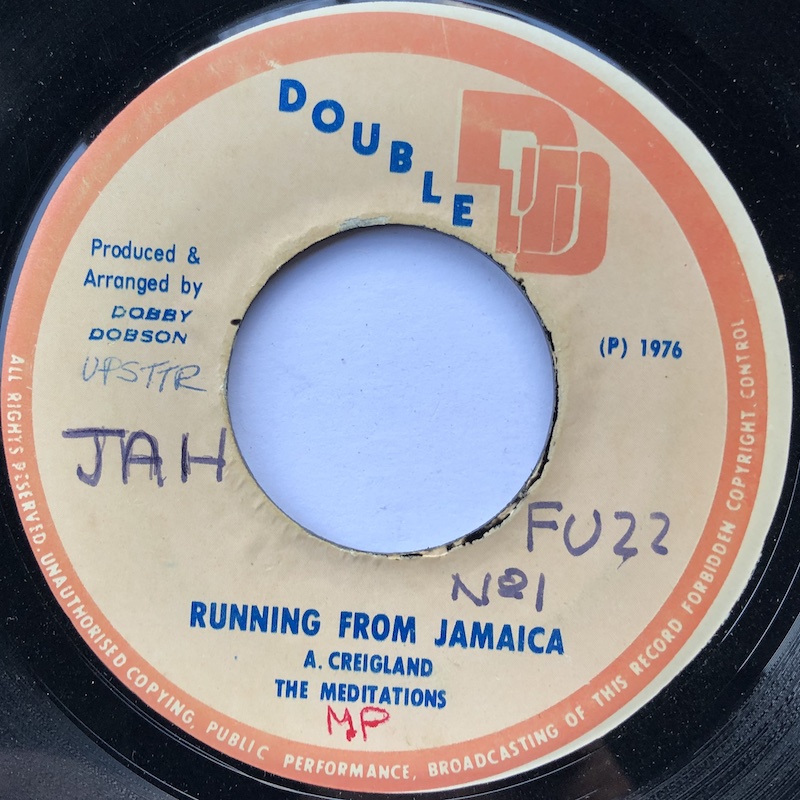 DOUBLE
DD
Produced &
Arranged by
DOBBY
DOBSON
UPSTTR
(P) 1976
JAH
FUZZ
No1
RUNNING FROM JAMAICA
A. CREIGLAND
THE MEDITATIONS
MP
ALL RIGHTS RESERVED. UNAUTHORISED COPYING, PUBLIC PERFORMANCE, BROADCASTING OF THIS RECORD FORBIDDEN COPYRIGHT. CONTROL